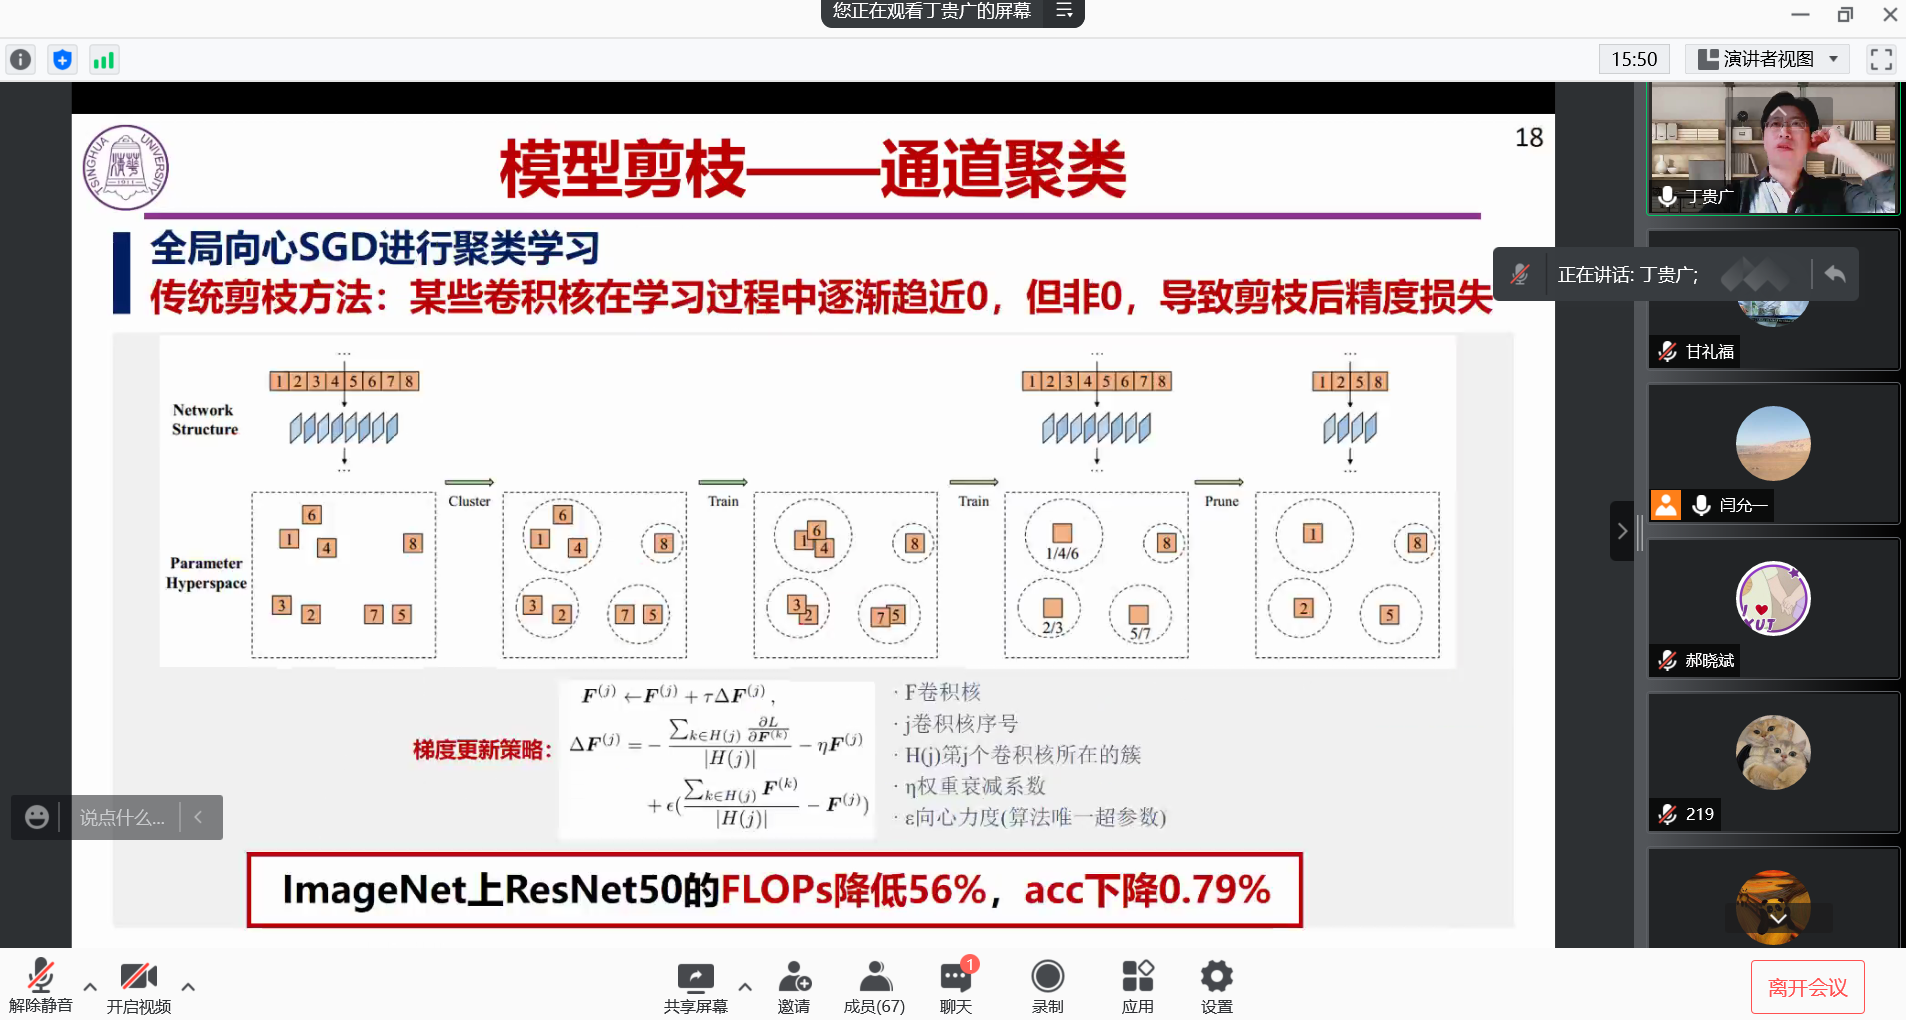 您正在观看丁贵广的屏幕
15:50
演讲者视图
TSINGHUA UNIVERSITY
1911
模型剪枝——通道聚类
18
全局向心SGD进行聚类学习
传统剪枝方法：某些卷积核在学习过程中逐渐趋近0，但非0，导致剪枝后精度损失
...
...
...
1 2 3 4 5 6 7 8
1 2 3 4 5 6 7 8
1 2 5 8
Network
Structure
...
...
...
Cluster
Train
Train
Prune
Parameter
Hyperspace
6 1 4 8 3 2 7 5
6 1 4 8 3 2 7 5
6 1 4 8 3 2 7 5
1/4/6 8 2/3 5/7
1 8 2 5
梯度更新策略：
F^(j) ← F^(j) + τΔF^(j) ,
ΔF^(j) = − \frac{∑_{k∈H(j)} \frac{∂L}{∂F^(k)}}{|H(j)|} − ηF^(j)
+ ϵ(\frac{∑_{k∈H(j)} F^(k)}{|H(j)|} − F^(j))
· F卷积核
· j卷积核序号
· H(j)第j个卷积核所在的簇
· η权重衰减系数
· ε向心力度(算法唯一超参数)
ImageNet上ResNet50的FLOPs降低56%，acc下降0.79%
丁贵广
正在讲话: 丁贵广;
甘礼福
闫允一
I ❤
XUT
郝晓斌
219
说点什么...
解除静音
开启视频
共享屏幕
邀请
成员(67)
1
聊天
录制
应用
设置
离开会议